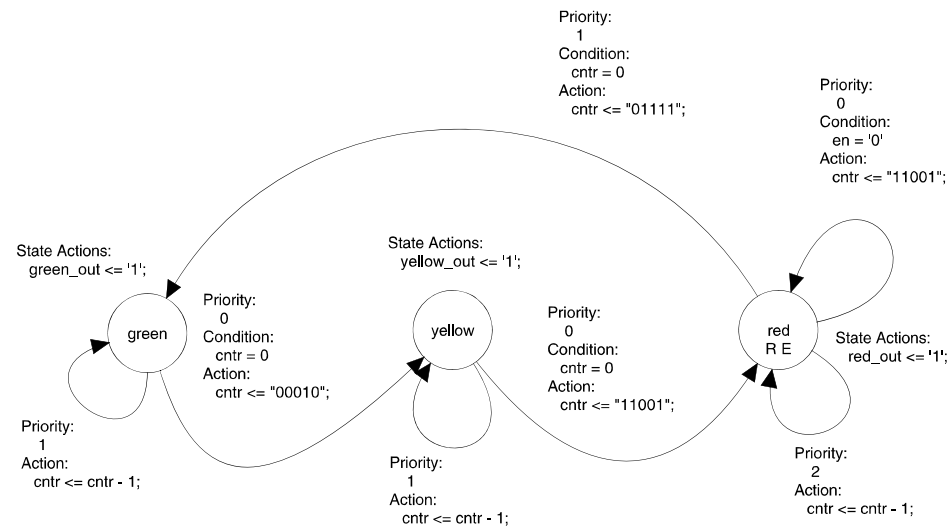 Priority:
1
Condition:
cntr = 0
Action:
cntr <= "01111";
Priority:
0
Condition:
en = '0'
Action:
cntr <= "11001";
State Actions:
green_out <= '1';
State Actions:
yellow_out <= '1';
green
Priority:
0
Condition:
cntr = 0
Action:
cntr <= "00010";
yellow
Priority:
0
Condition:
cntr = 0
Action:
cntr <= "11001";
red
R E
State Actions:
red_out <= '1';
Priority:
1
Action:
cntr <= cntr - 1;
Priority:
1
Action:
cntr <= cntr - 1;
Priority:
2
Action:
cntr <= cntr - 1;